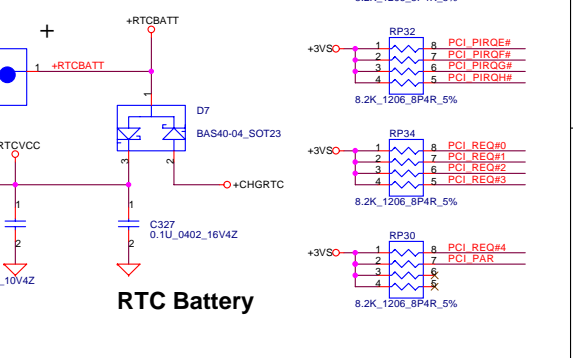 8.2K_1206_8P4R_5%
+RTCBATT
+
1 +RTCBATT
1
D7
BAS40-04_SOT23
3
2
RTCVCC
+CHGRTC
1
2
1
2
C327
0.1U_0402_16V4Z
_10V4Z
RTC Battery
RP32
+3VS
1 8 PCI_PIRQE#
2 7 PCI_PIRQF#
3 6 PCI_PIRQG#
4 5 PCI_PIRQH#
8.2K_1206_8P4R_5%
RP34
+3VS
1 8 PCI_REQ#0
2 7 PCI_REQ#1
3 6 PCI_REQ#2
4 5 PCI_REQ#3
8.2K_1206_8P4R_5%
RP30
+3VS
1 8 PCI_REQ#4
2 7 PCI_PAR
3 6
4 5
8.2K_1206_8P4R_5%